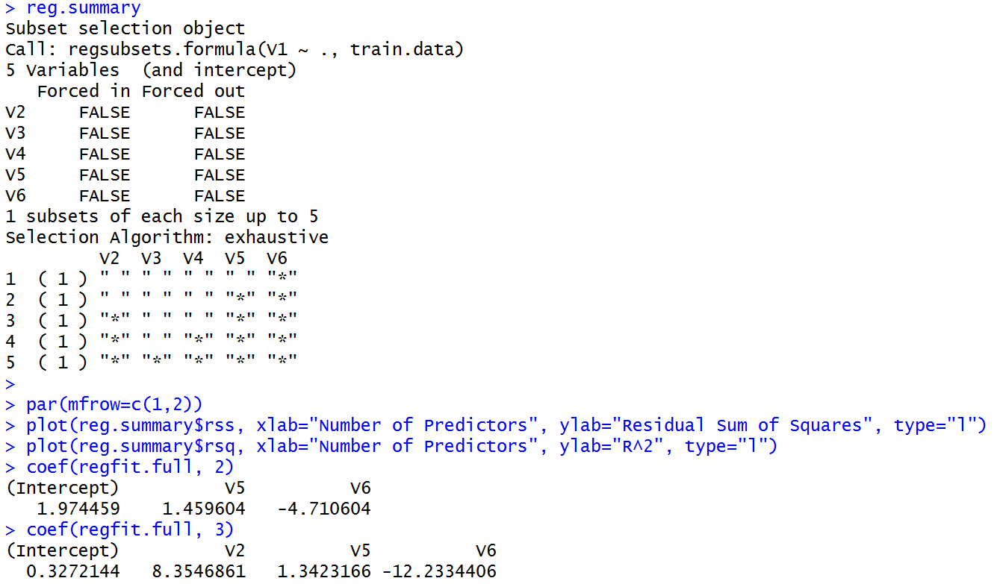 > reg.summary
Subset selection object
Call: regsubsets.formula(V1 ~ ., train.data)
5 Variables  (and intercept)
   Forced in Forced out
V2     FALSE      FALSE
V3     FALSE      FALSE
V4     FALSE      FALSE
V5     FALSE      FALSE
V6     FALSE      FALSE
1 subsets of each size up to 5
Selection Algorithm: exhaustive
         V2  V3  V4  V5  V6
1  ( 1 ) " " " " " " " " "*"
2  ( 1 ) " " " " " " "*" "*"
3  ( 1 ) "*" " " " " "*" "*"
4  ( 1 ) "*" " " "*" "*" "*"
5  ( 1 ) "*" "*" "*" "*" "*"
>
> par(mfrow=c(1,2))
> plot(reg.summary$rss, xlab="Number of Predictors", ylab="Residual Sum of Squares", type="l")
> plot(reg.summary$rsq, xlab="Number of Predictors", ylab="R^2", type="l")
> coef(regfit.full, 2)
(Intercept)          V5          V6
   1.974459    1.459604   -4.710604
> coef(regfit.full, 3)
(Intercept)          V2          V5          V6
  0.3272144   8.3546861   1.3423166 -12.2334406